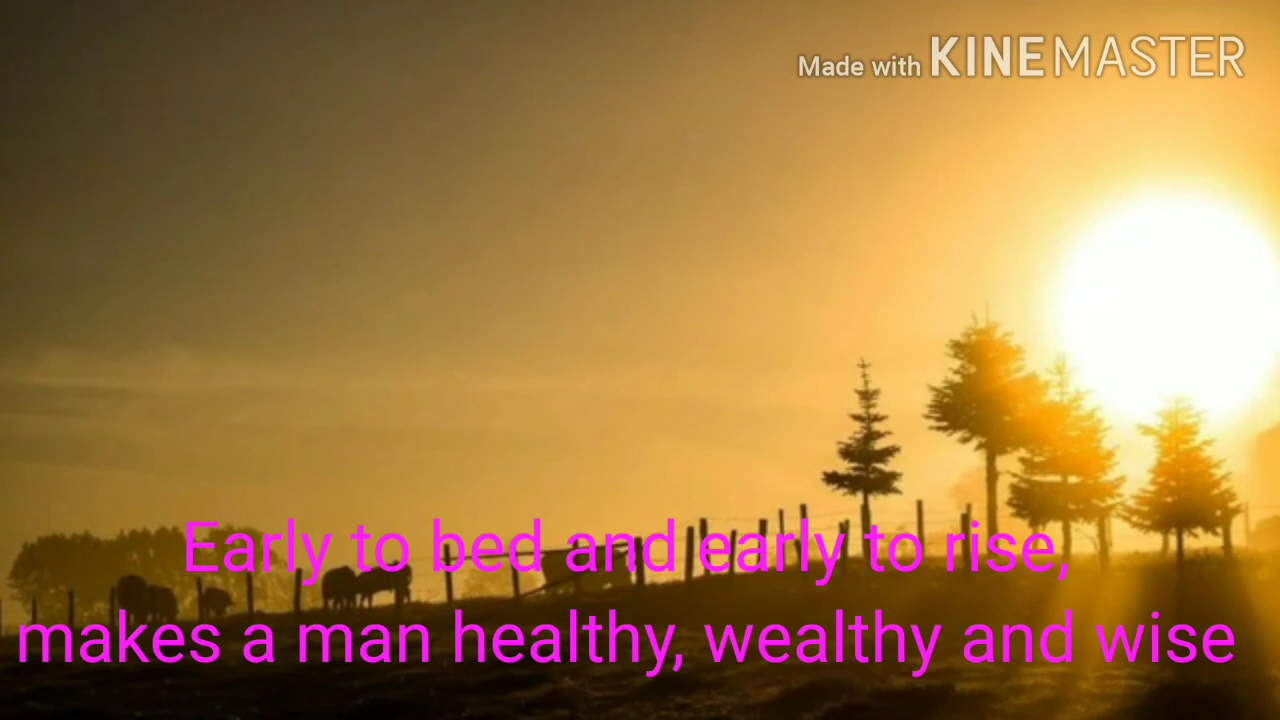 Made with KINEMASTER
Early to bed and early to rise,
makes a man healthy, wealthy and wise